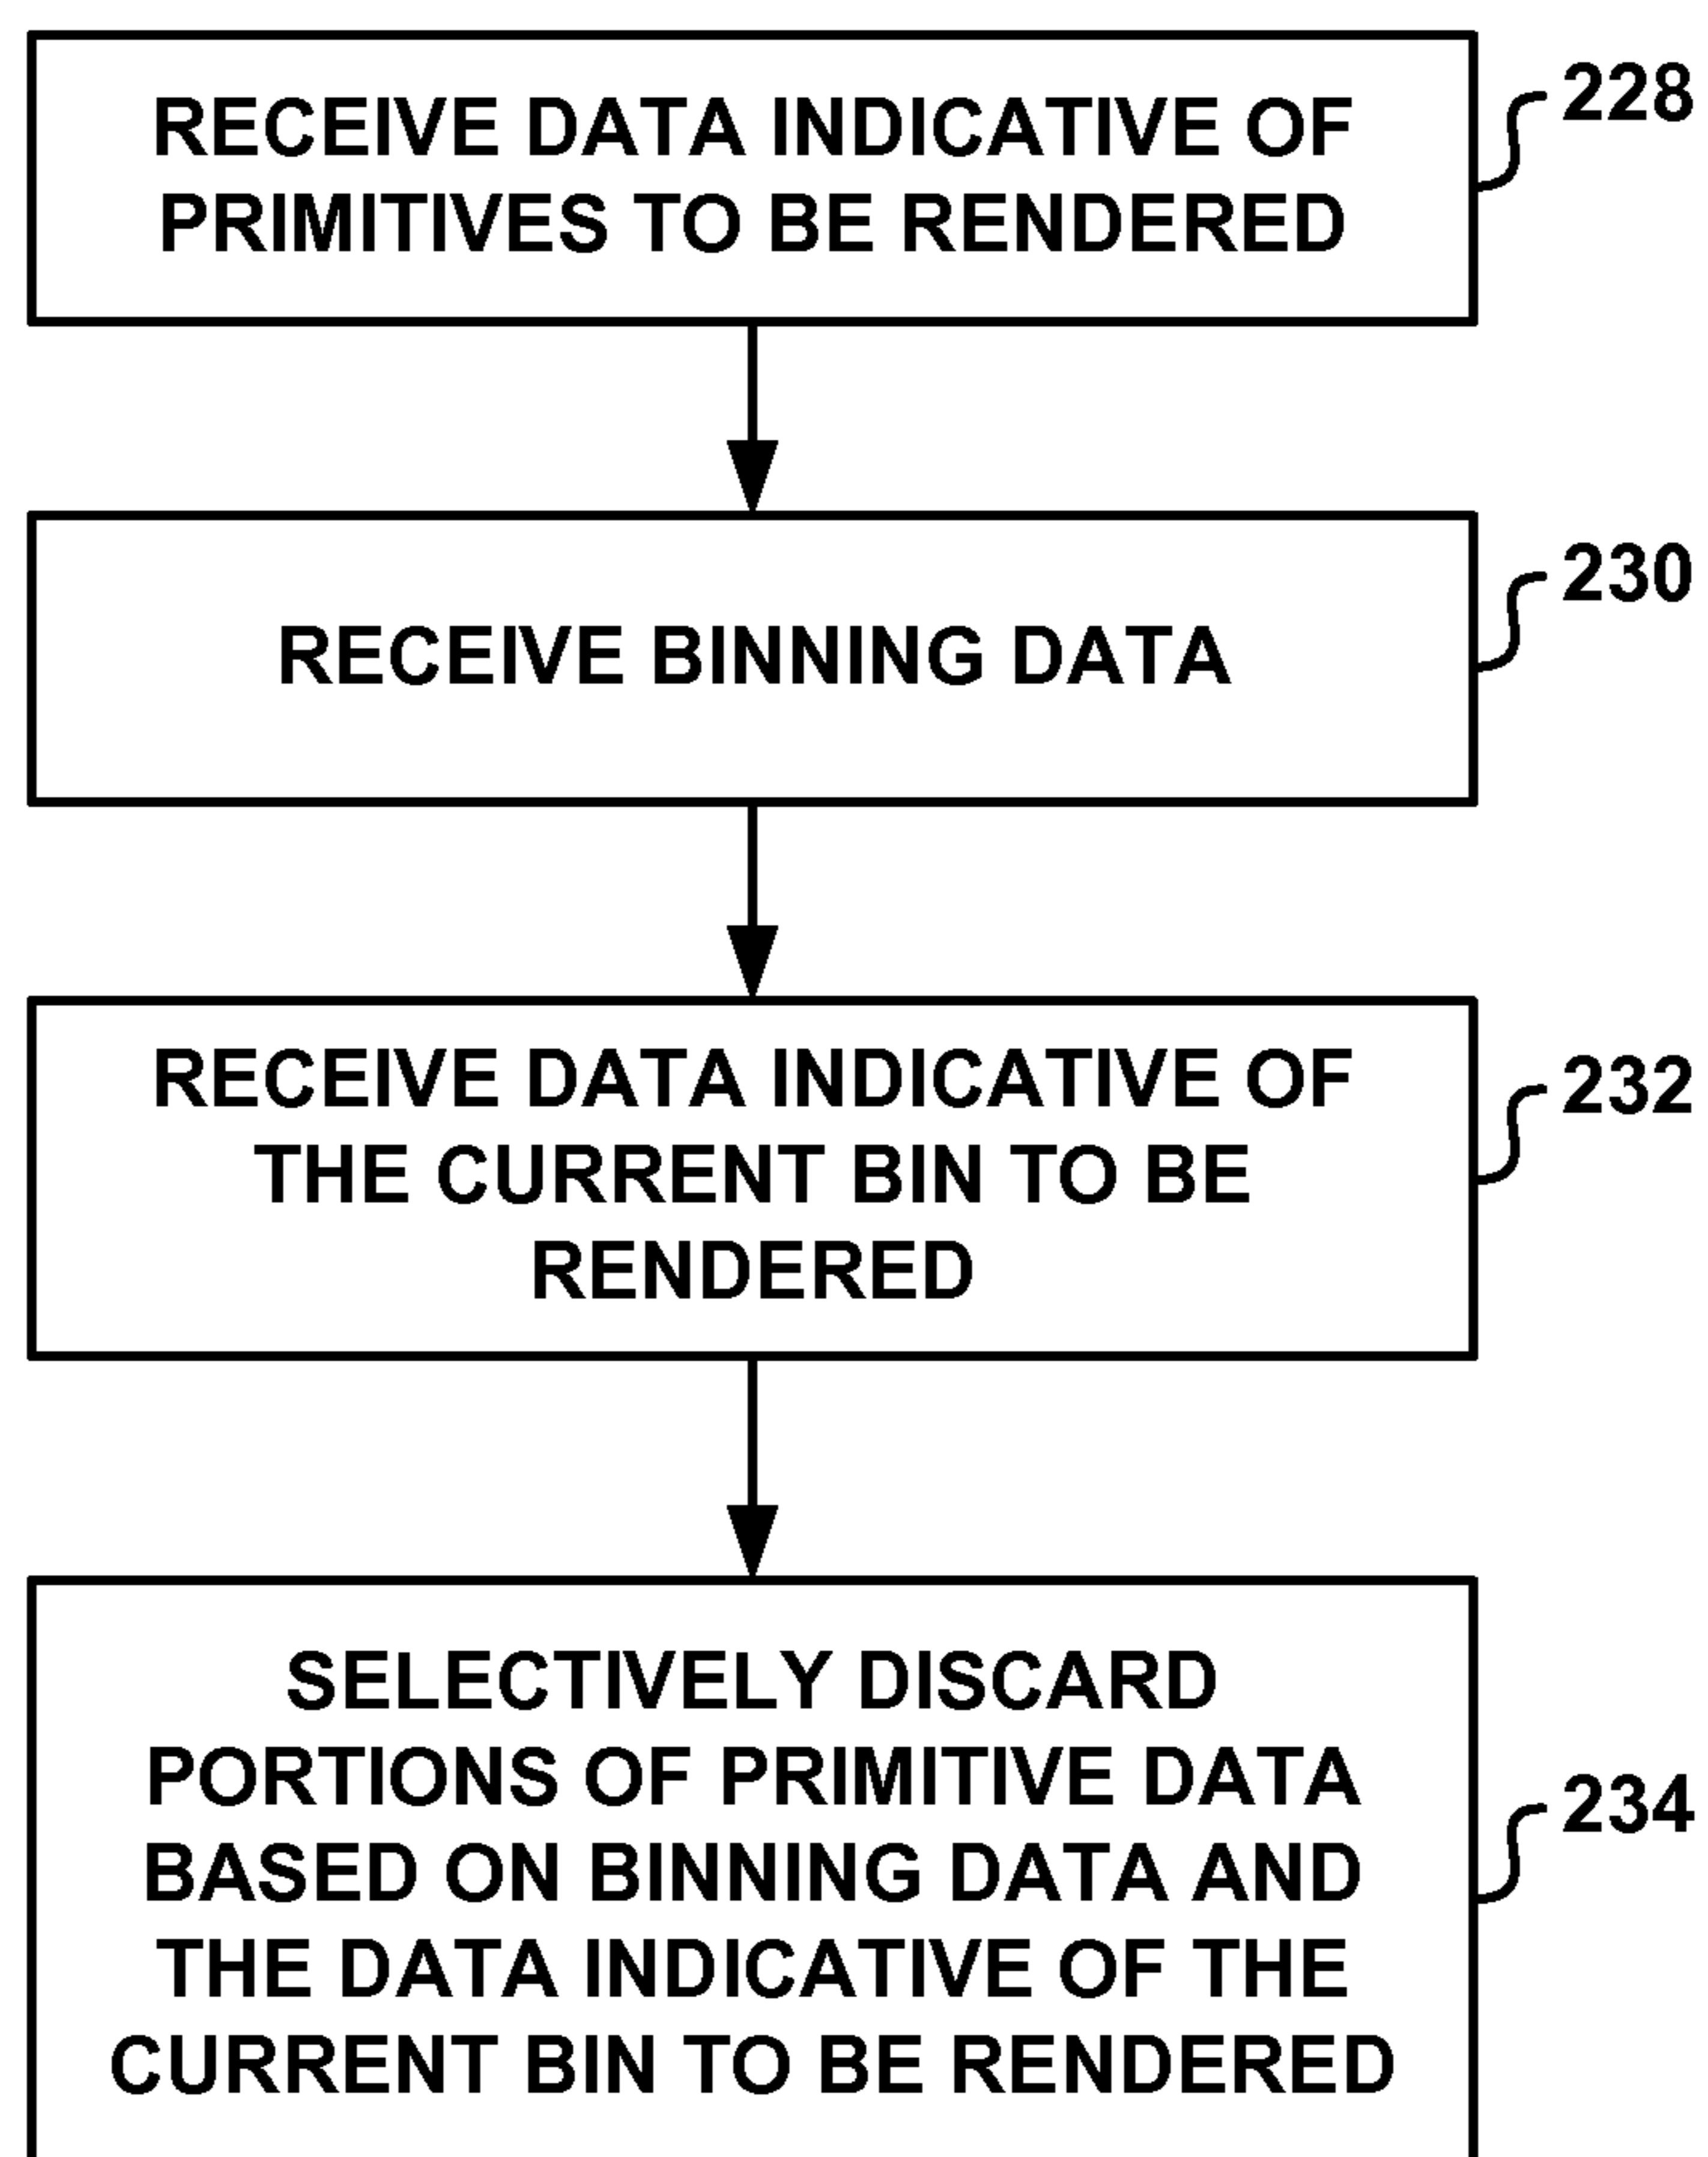 RECEIVE DATA INDICATIVE OF
PRIMITIVES TO BE RENDERED
228
RECEIVE BINNING DATA
230
RECEIVE DATA INDICATIVE OF
THE CURRENT BIN TO BE
RENDERED
232
SELECTIVELY DISCARD
PORTIONS OF PRIMITIVE DATA
BASED ON BINNING DATA AND
THE DATA INDICATIVE OF THE
CURRENT BIN TO BE RENDERED
234